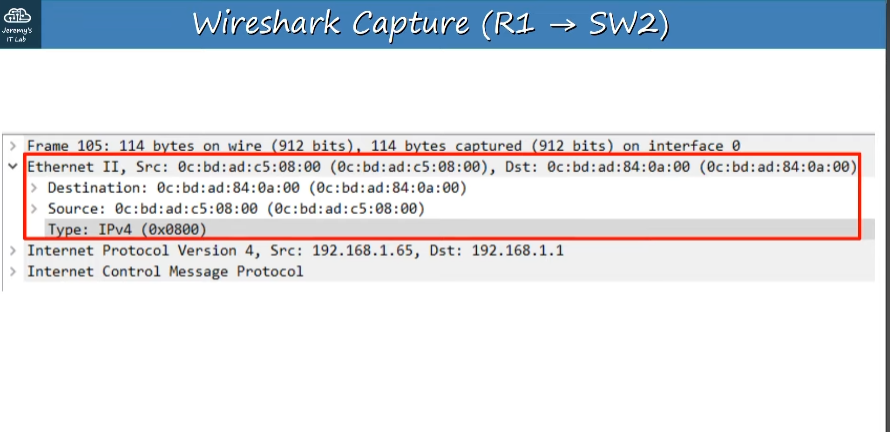 Jeremy's
IT Lab
Wireshark Capture (R1 → SW2)
Frame 105: 114 bytes on wire (912 bits), 114 bytes captured (912 bits) on interface 0
Ethernet II, Src: 0c:bd:ad:c5:08:00 (0c:bd:ad:c5:08:00), Dst: 0c:bd:ad:84:0a:00 (0c:bd:ad:84:0a:00)
Destination: 0c:bd:ad:84:0a:00 (0c:bd:ad:84:0a:00)
Source: 0c:bd:ad:c5:08:00 (0c:bd:ad:c5:08:00)
Type: IPv4 (0x0800)
Internet Protocol Version 4, Src: 192.168.1.65, Dst: 192.168.1.1
Internet Control Message Protocol